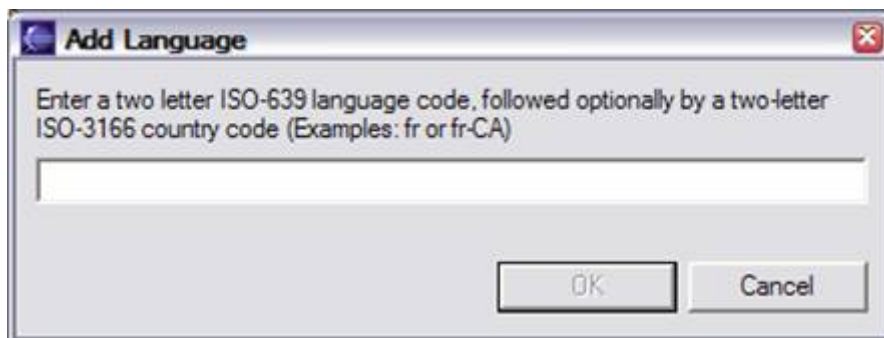 Add Language
Enter a two letter ISO-639 language code, followed optionally by a two-letter
ISO-3166 country code (Examples: fr or fr-CA)
OK
Cancel